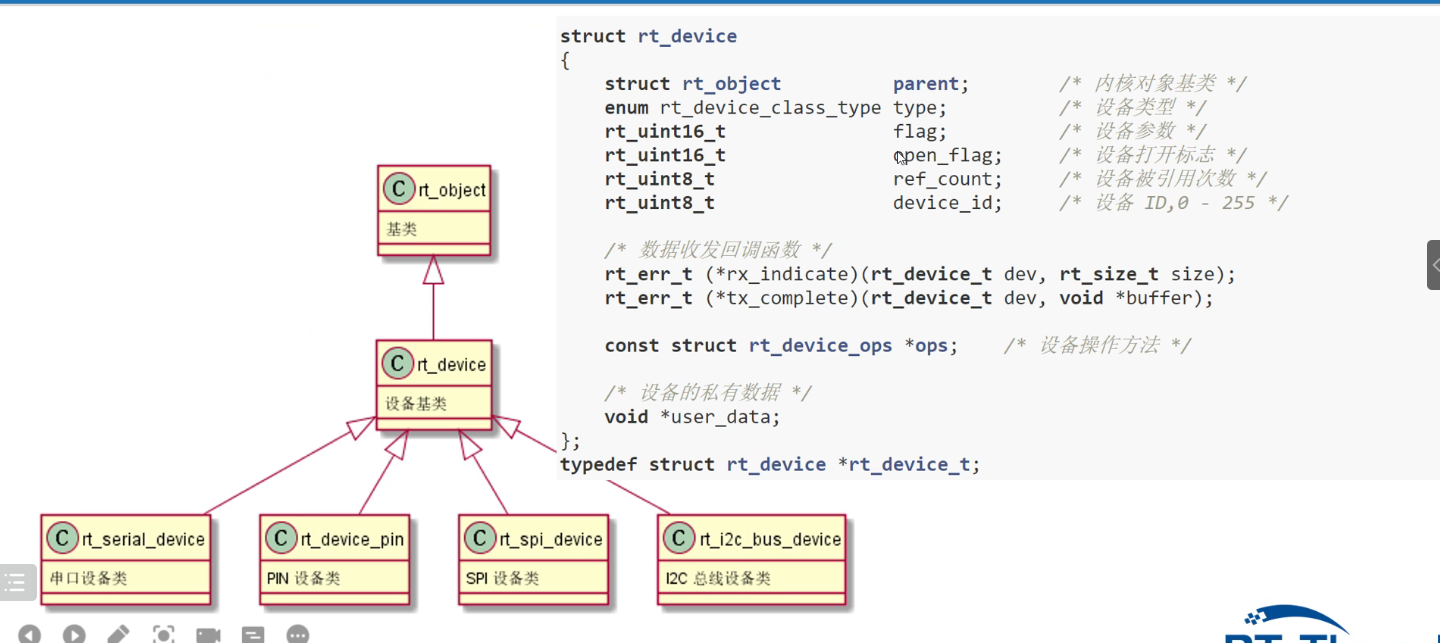 struct rt_device
{
struct rt_object parent; /* 内核对象基类 */
enum rt_device_class_type type; /* 设备类型 */
rt_uint16_t flag; /* 设备参数 */
rt_uint16_t open_flag; /* 设备打开标志 */
rt_uint8_t ref_count; /* 设备被引用次数 */
rt_uint8_t device_id; /* 设备 ID,0 - 255 */
/* 数据收发回调函数 */
rt_err_t (*rx_indicate)(rt_device_t dev, rt_size_t size);
rt_err_t (*tx_complete)(rt_device_t dev, void *buffer);
const struct rt_device_ops *ops; /* 设备操作方法 */
/* 设备的私有数据 */
void *user_data;
};
typedef struct rt_device *rt_device_t;
C rt_object
基类
C rt_device
设备基类
C rt_serial_device
串口设备类
C rt_device_pin
PIN 设备类
C rt_spi_device
SPI 设备类
C rt_i2c_bus_device
I2C 总线设备类